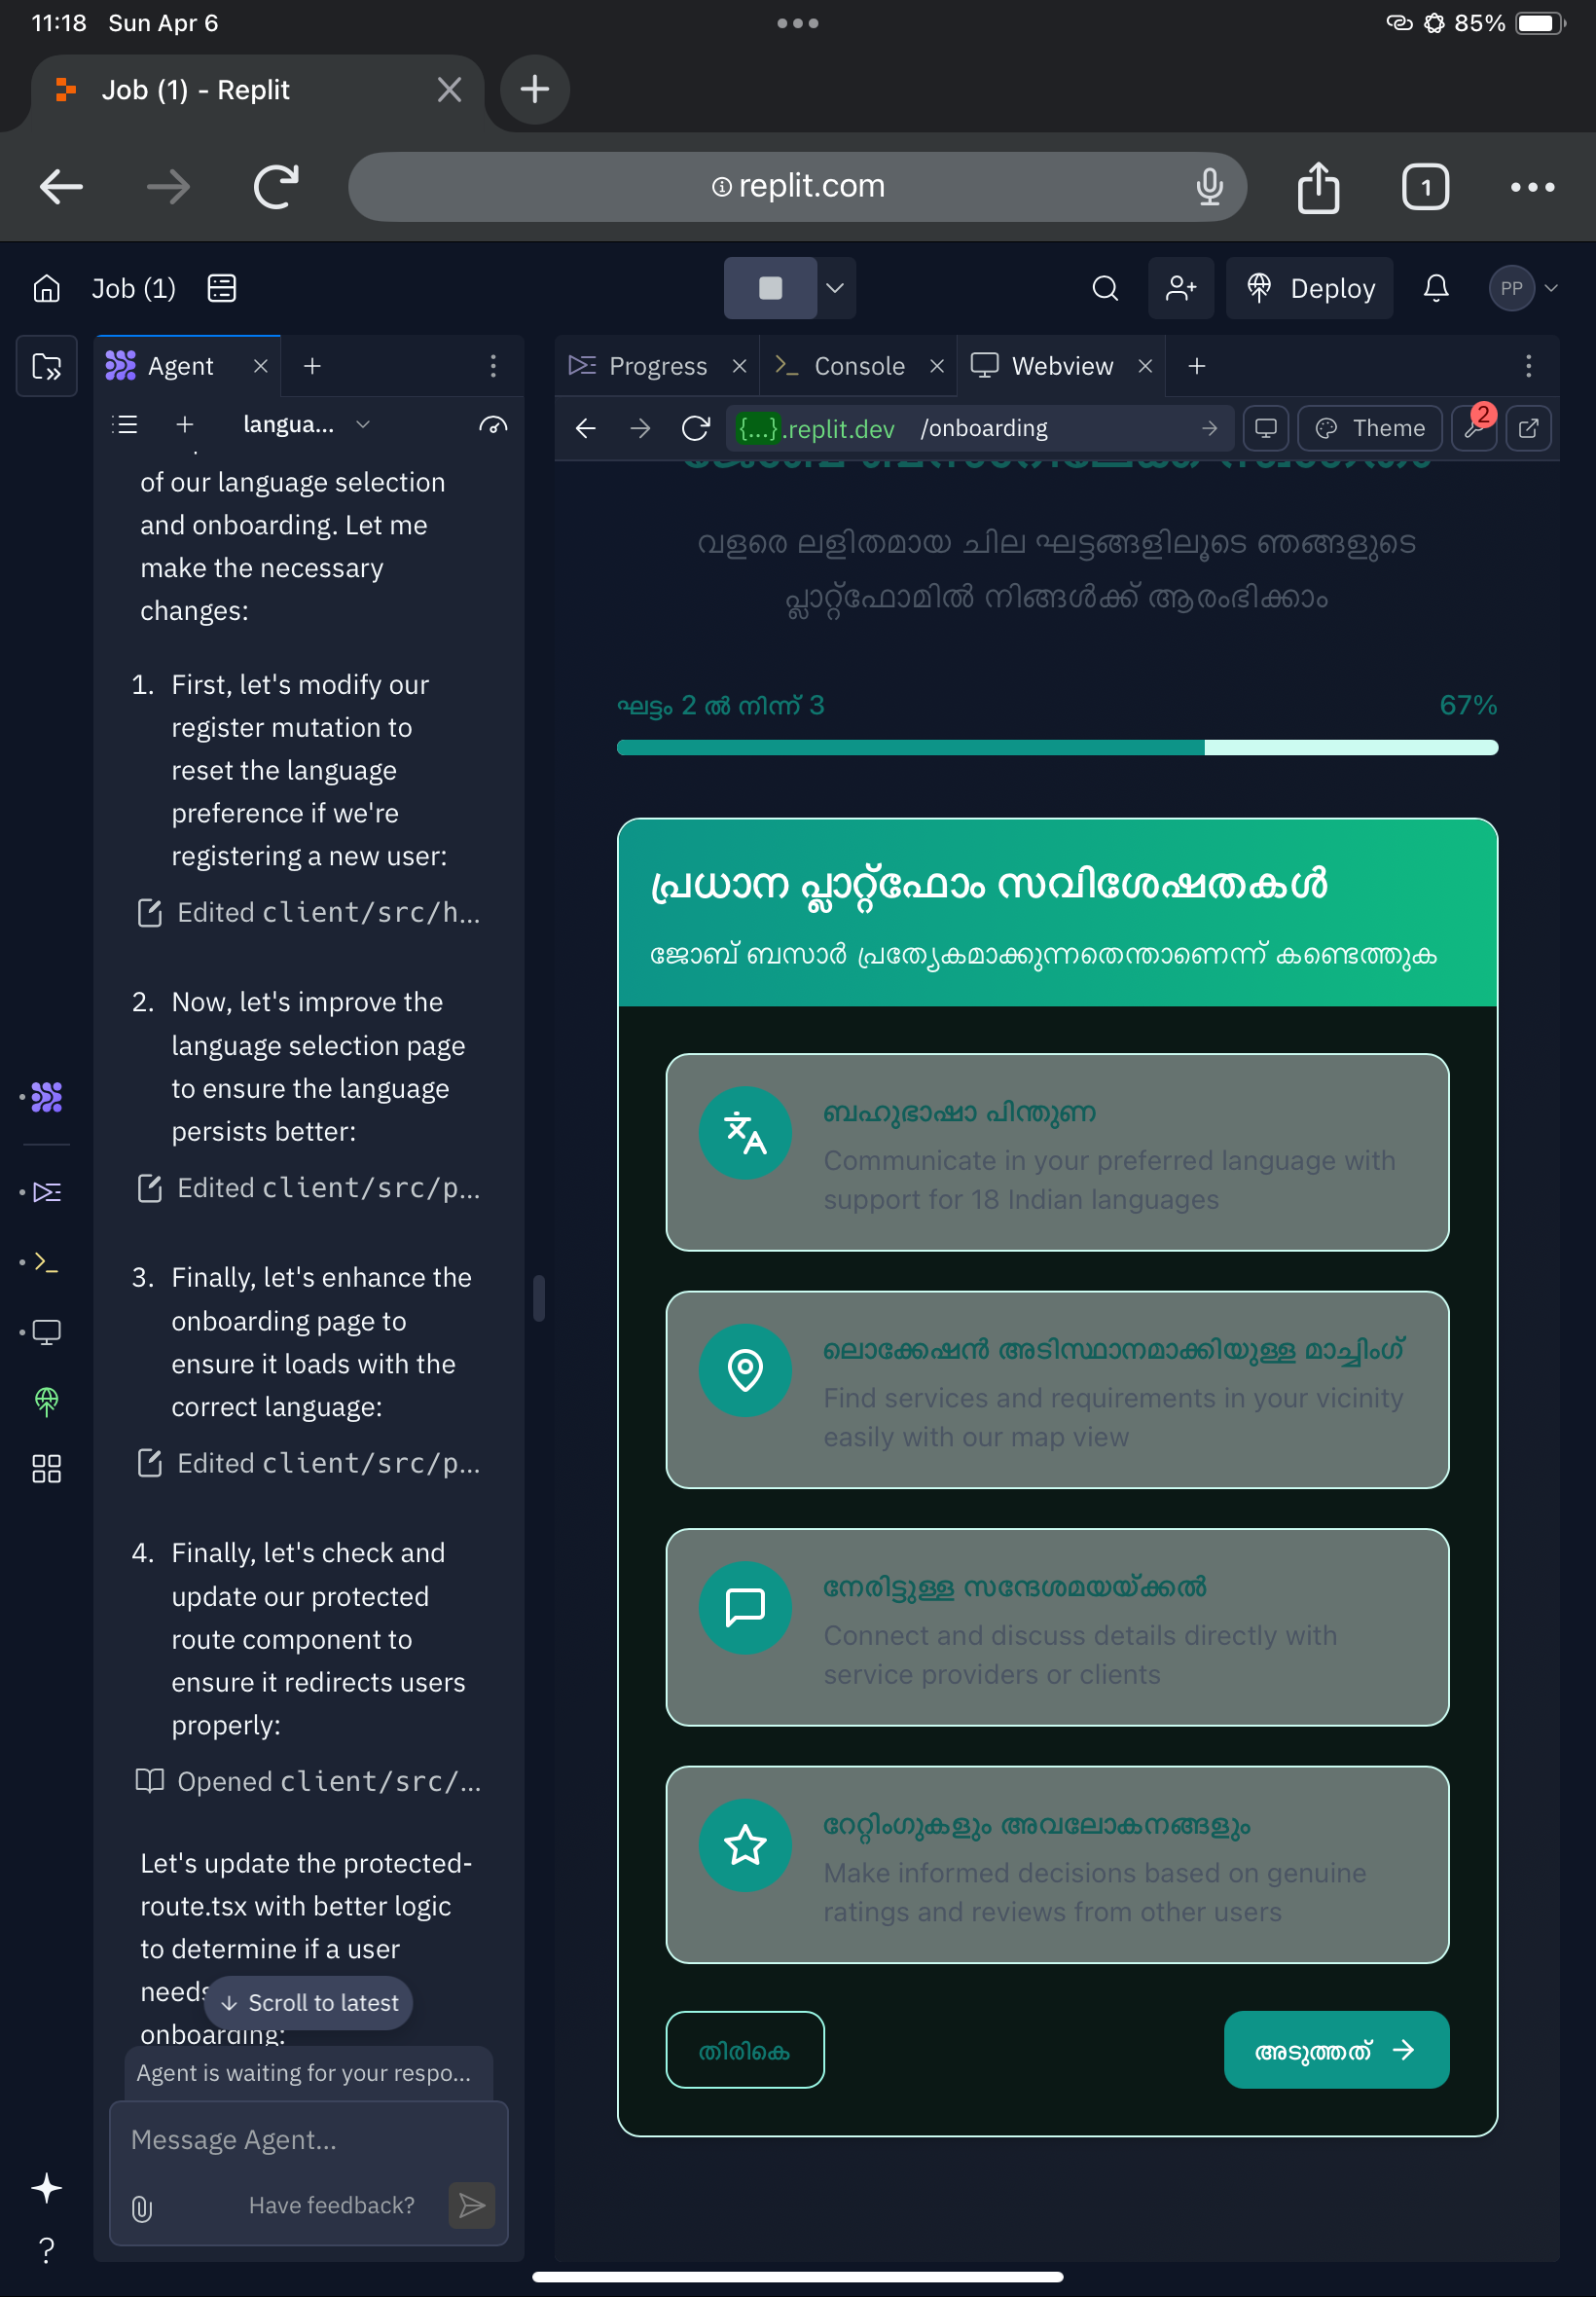 11:18 Sun Apr 6
85%
Job (1) - Replit
replit.com
1
Job (1)
Deploy
PP
Agent
langua...
of our language selection
and onboarding. Let me
make the necessary
changes:
1. First, let's modify our
register mutation to
reset the language
preference if we're
registering a new user:
Edited client/src/h...
2. Now, let's improve the
language selection page
to ensure the language
persists better:
Edited client/src/p...
3. Finally, let's enhance the
onboarding page to
ensure it loads with the
correct language:
Edited client/src/p...
4. Finally, let's check and
update our protected
route component to
ensure it redirects users
properly:
Opened client/src/...
Let's update the protected-
route.tsx with better logic
to determine if a user
needs
Scroll to latest
onboarding:
Agent is waiting for your respo...
Message Agent...
Have feedback?
Progress
Console
Webview
{...}.replit.dev /onboarding
Theme
2
വളരെ ലളിതമായ ചില ഘട്ടങ്ങളിലൂടെ ഞങ്ങളുടെ
പ്ലാറ്റ്ഫോമിൽ നിങ്ങൾക്ക് ആരംഭിക്കാം
ഘട്ടം 2 ൽ നിന്ന് 3
67%
പ്രധാന പ്ലാറ്റ്ഫോം സവിശേഷതകൾ
ജോബ് ബസാർ പ്രത്യേകമാക്കുന്നതെന്താണെന്ന് കണ്ടെത്തുക
ബഹുഭാഷാ പിന്തുണ
Communicate in your preferred language with
support for 18 Indian languages
ലൊക്കേഷൻ അടിസ്ഥാനമാക്കിയുള്ള മാച്ചിംഗ്
Find services and requirements in your vicinity
easily with our map view
നേരിട്ടുള്ള സന്ദേശമയയ്ക്കൽ
Connect and discuss details directly with
service providers or clients
റേറ്റിംഗുകളും അവലോകനങ്ങളും
Make informed decisions based on genuine
ratings and reviews from other users
തിരികെ
അടുത്തത്